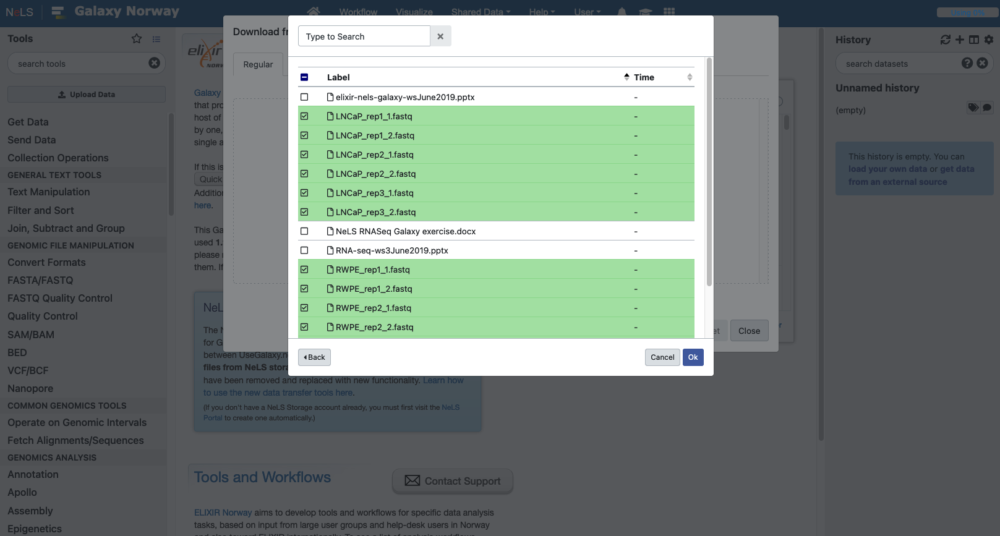 NeLS
Galaxy Norway
Workflow
Visualize
Shared Data
Help
User
Using 0%
Tools
search tools
Upload Data
Get Data
Send Data
Collection Operations
GENERAL TEXT TOOLS
Text Manipulation
Filter and Sort
Join, Subtract and Group
GENOMIC FILE MANIPULATION
Convert Formats
FASTA/FASTQ
FASTQ Quality Control
Quality Control
SAM/BAM
BED
VCF/BCF
Nanopore
COMMON GENOMICS TOOLS
Operate on Genomic Intervals
Fetch Alignments/Sequences
GENOMICS ANALYSIS
Annotation
Apollo
Assembly
Epigenetics
elixir
Galaxy
that pro
host of
by one,
single a
If this is
Quick
Addition
here.
This Ga
used 1.
please
them. If
Download fr
Regular
Type to Search
Label
Time
elixir-nels-galaxy-wsJune2019.pptx -
LNCaP_rep1_1.fastq -
LNCaP_rep1_2.fastq -
LNCaP_rep2_1.fastq -
LNCaP_rep2_2.fastq -
LNCaP_rep3_1.fastq -
LNCaP_rep3_2.fastq -
NeLS RNASeq Galaxy exercise.docx -
RNA-seq-ws3June2019.pptx -
RWPE_rep1_1.fastq -
RWPE_rep1_2.fastq -
RWPE_rep2_1.fastq -
RWPE_rep2_2.fastq -
Back
Cancel
Ok
et
Close
NeL
The N
for G
between UseGalaxy.n
files from NeLS stora
have been removed and replaced with new functionality. Learn how
to use the new data transfer tools here.
(If you don't have a NeLS Storage account already, you must first visit the NeLS
Portal to create one automatically.)
Tools and Workflows
Contact Support
ELIXIR Norway aims to develop tools and workflows for specific data analysis
tasks, based on input from large user groups and help-desk users in Norway
History
search datasets
Unnamed history
(empty)
This history is empty. You can
load your own data or get data
from an external source